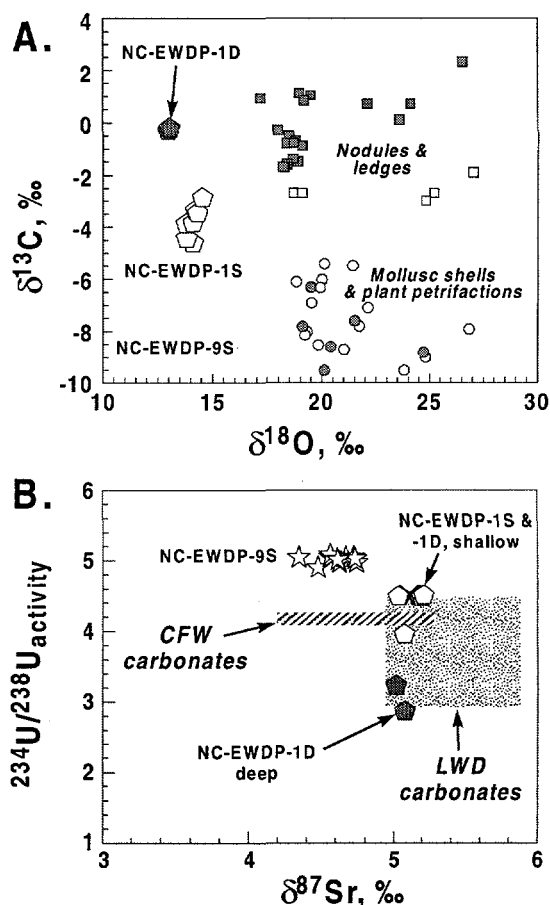 A.
NC-EWDP-1D
Nodules &
ledges
NC-EWDP-1S
Mollusc shells
& plant petrifactions
NC-EWDP-9S
4
2
0
-2
-4
-6
-8
-10
δ13C, ‰
10
15
20
25
30
δ18O, ‰
B.
NC-EWDP-1S &
-1D, shallow
NC-EWDP-9S
CFW
carbonates
NC-EWDP-1D
deep
LWD
carbonates
6
5
4
3
2
1
234U/238Uactivity
3
4
5
6
δ87Sr, ‰